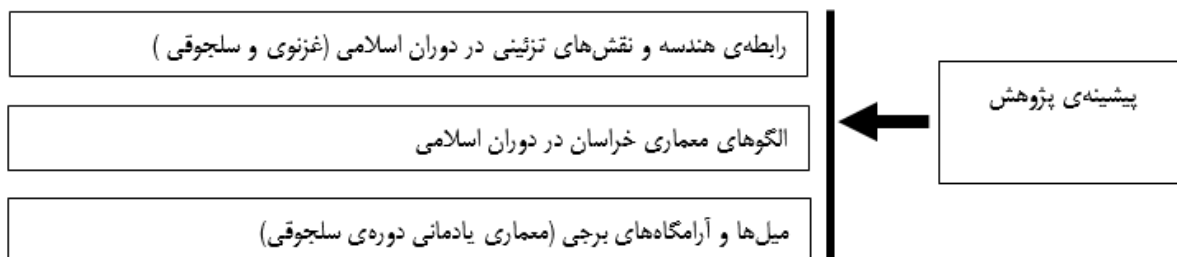 پیشینه‌ی پژوهش
رابطه‌ی هندسه و نقش‌های تزئینی در دوران اسلامی (غزنوی و سلجوقی )
الگوهای معماری خراسان در دوران اسلامی
میل‌ها و آرامگاه‌های برجی (معماری یادمانی دوره‌ی سلجوقی)